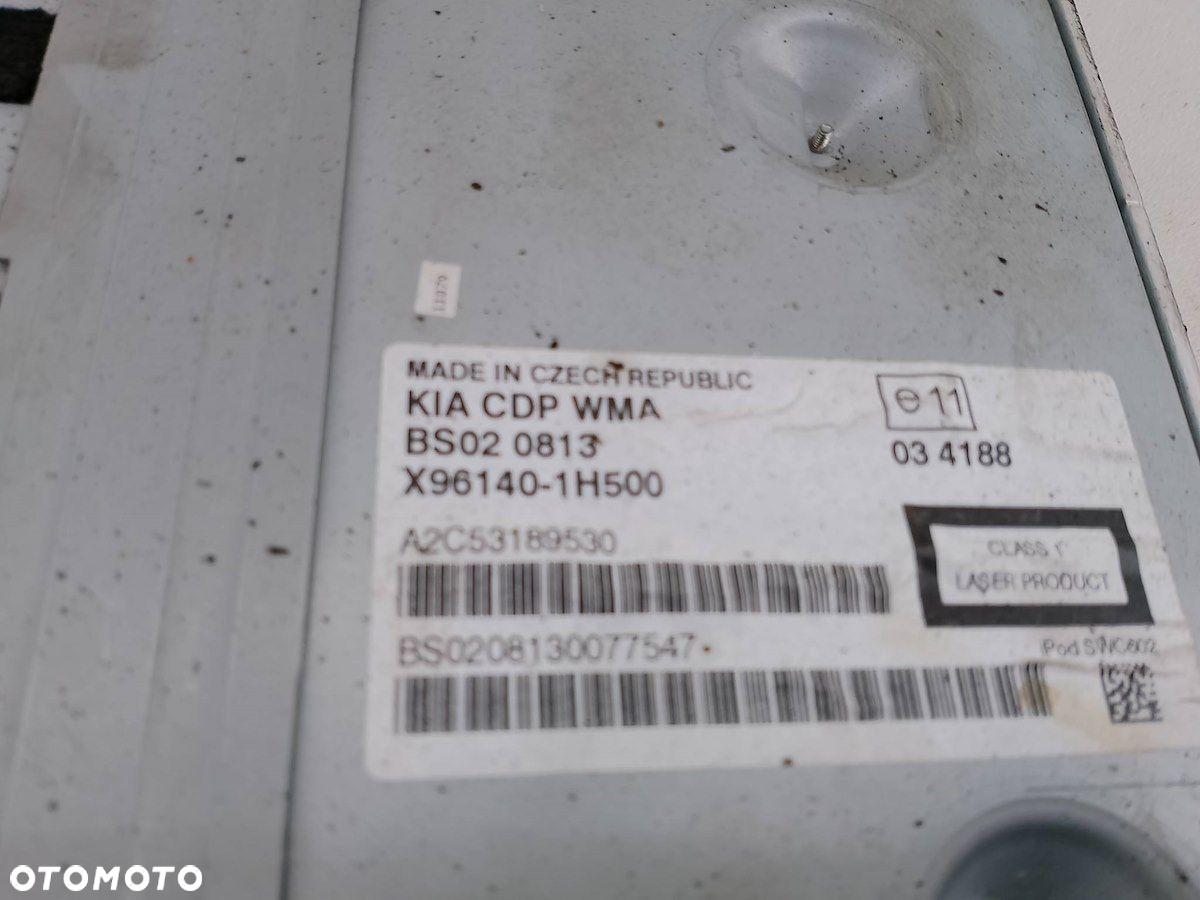 MADE IN CZECH REPUBLIC
KIA CDP WMA
BS02 0813
X96140-1H500
e 11
03 4188
A2C53189530
CLASS 1
LASER PRODUCT
BS0208130077547
iPod SWC602
OTOMOTO